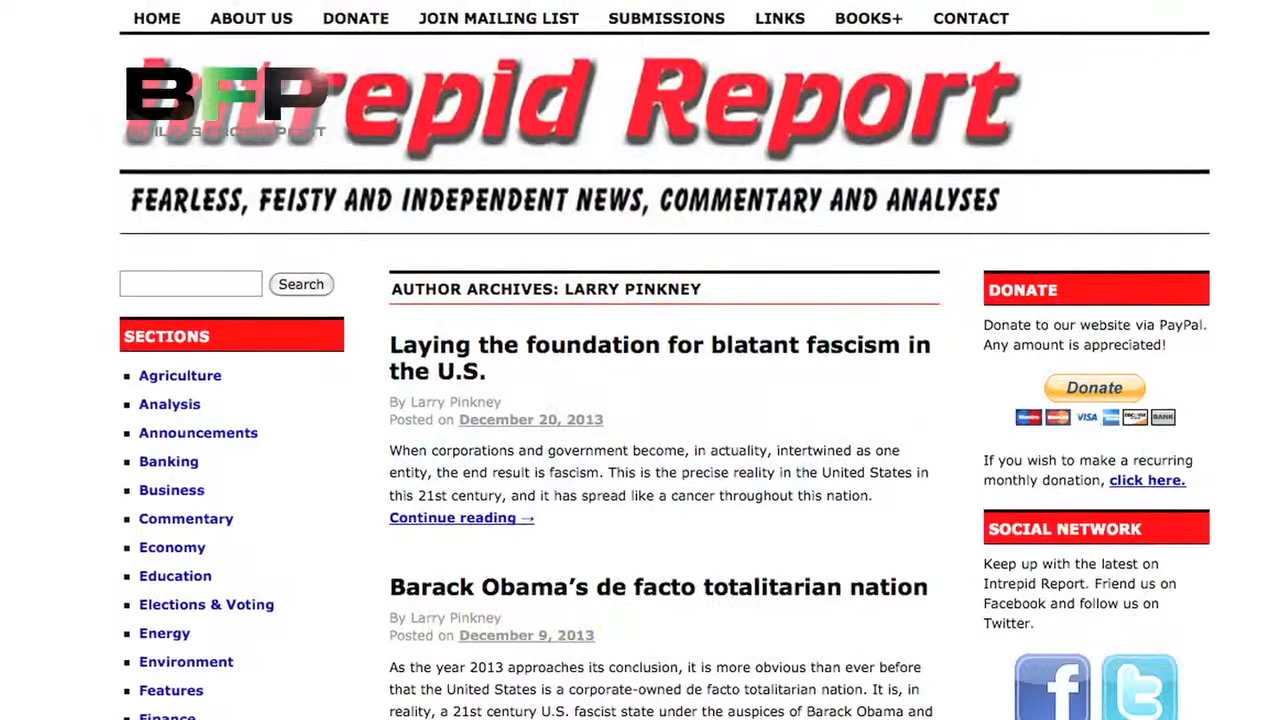 HOME ABOUT US DONATE JOIN MAILING LIST SUBMISSIONS LINKS BOOKS+ CONTACT
Intrepid Report
BFP
BOILING FROGS POST
FEARLESS, FEISTY AND INDEPENDENT NEWS, COMMENTARY AND ANALYSES
Search
SECTIONS
Agriculture
Analysis
Announcements
Banking
Business
Commentary
Economy
Education
Elections & Voting
Energy
Environment
Features
Finance
AUTHOR ARCHIVES: LARRY PINKNEY
Laying the foundation for blatant fascism in
the U.S.
By Larry Pinkney
Posted on December 20, 2013
When corporations and government become, in actuality, intertwined as one
entity, the end result is fascism. This is the precise reality in the United States in
this 21st century, and it has spread like a cancer throughout this nation.
Continue reading →
Barack Obama’s de facto totalitarian nation
By Larry Pinkney
Posted on December 9, 2013
As the year 2013 approaches its conclusion, it is more obvious than ever before
that the United States is a corporate-owned de facto totalitarian nation. It is, in
reality, a 21st century U.S. fascist state under the auspices of Barack Obama and
DONATE
Donate to our website via PayPal.
Any amount is appreciated!
Donate
VISA
BANK
If you wish to make a recurring
monthly donation, click here.
SOCIAL NETWORK
Keep up with the latest on
Intrepid Report. Friend us on
Facebook and follow us on
Twitter.
f t